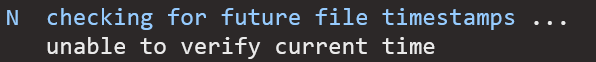 N  checking for future file timestamps ...
unable to verify current time